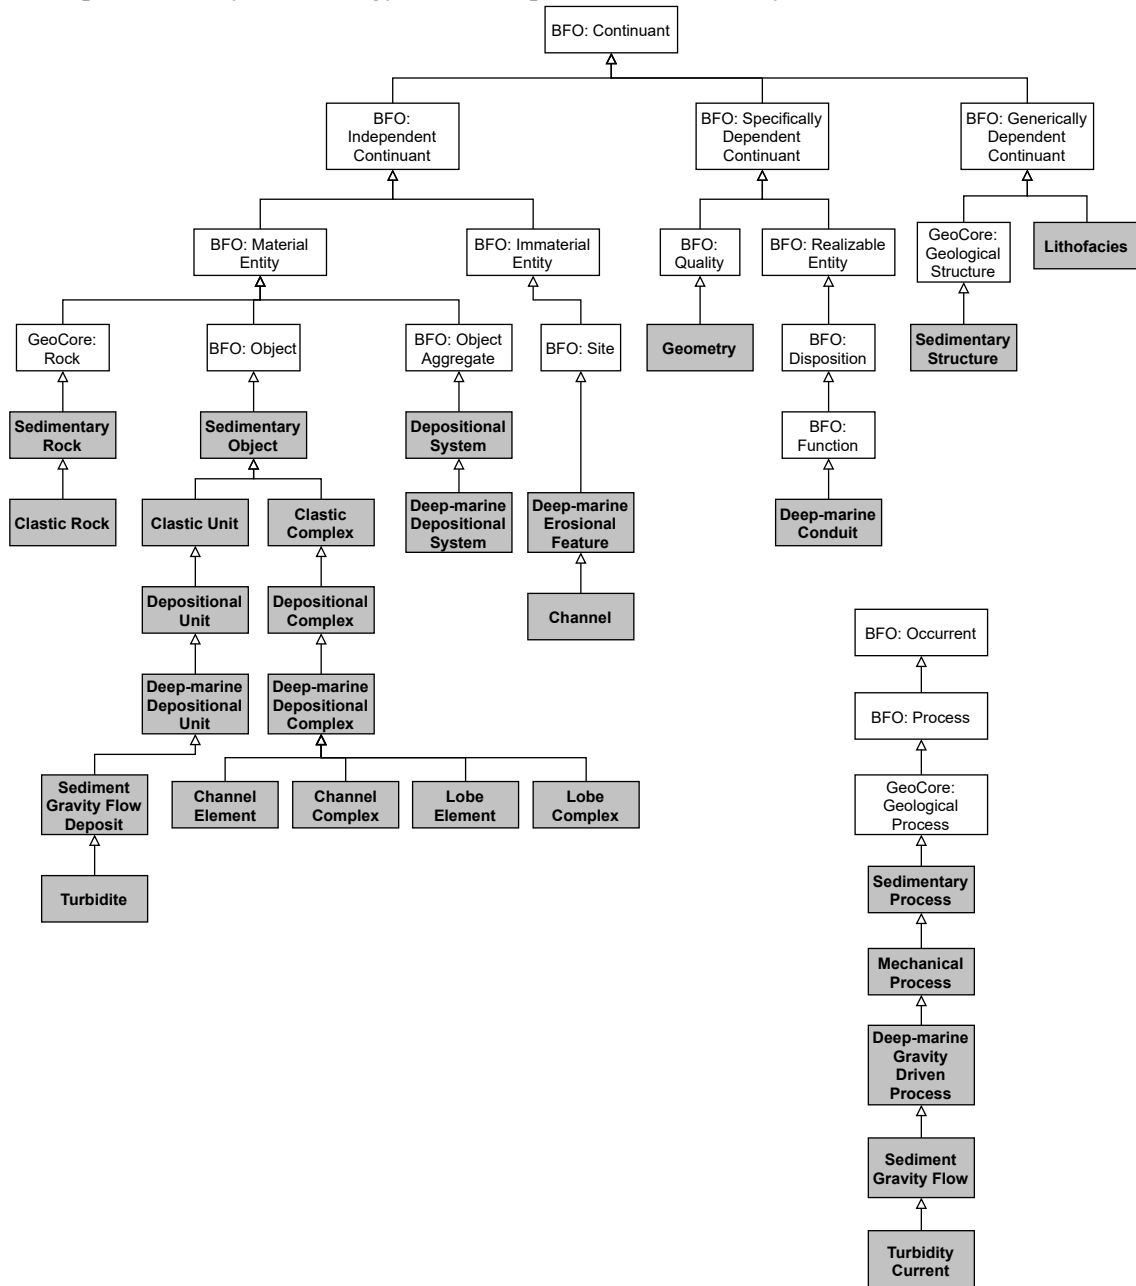 BFO: Continuant
BFO:
Independent
Continuant
BFO: Specifically
Dependent
Continuant
BFO: Generically
Dependent
Continuant
BFO: Material
Entity
BFO: Immaterial
Entity
BFO:
Quality
BFO: Realizable
Entity
GeoCore:
Geological
Structure
Lithofacies
GeoCore:
Rock
BFO: Object
BFO: Object
Aggregate
BFO: Site
Geometry
BFO:
Disposition
Sedimentary
Structure
Sedimentary
Rock
Sedimentary
Object
Depositional
System
BFO:
Function
Clastic Rock
Clastic Unit
Clastic
Complex
Deep-marine
Depositional
System
Deep-marine
Erosional
Feature
Deep-marine
Conduit
Depositional
Unit
Depositional
Complex
Channel
BFO: Occurrent
Deep-marine
Depositional
Unit
Deep-marine
Depositional
Complex
BFO: Process
Sediment
Gravity Flow
Deposit
Channel
Element
Channel
Complex
Lobe
Element
Lobe
Complex
GeoCore:
Geological
Process
Turbidite
Sedimentary
Process
Mechanical
Process
Deep-marine
Gravity
Driven
Process
Sediment
Gravity Flow
Turbidity
Current